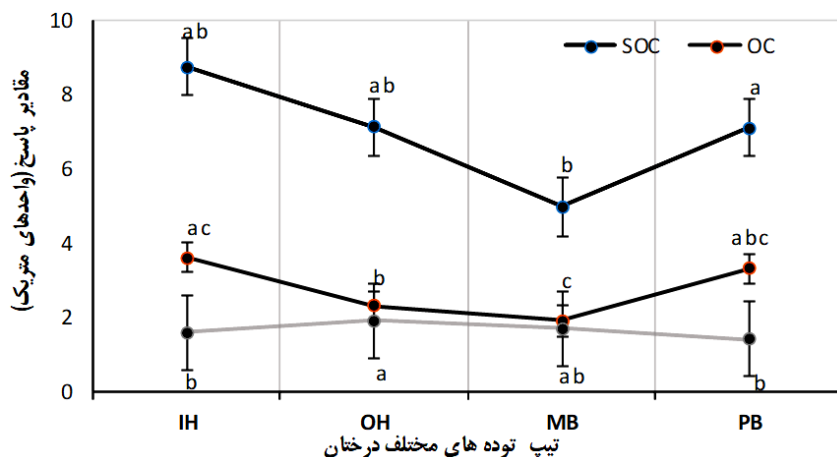 مقادیر پاسخ (واحدهای متریک)
10
8
6
4
2
0
SOC OC
ab
ab
b
a
ac
b
c
abc
b
a
ab
b
IH OH MB PB
تیپ توده های مختلف درختان